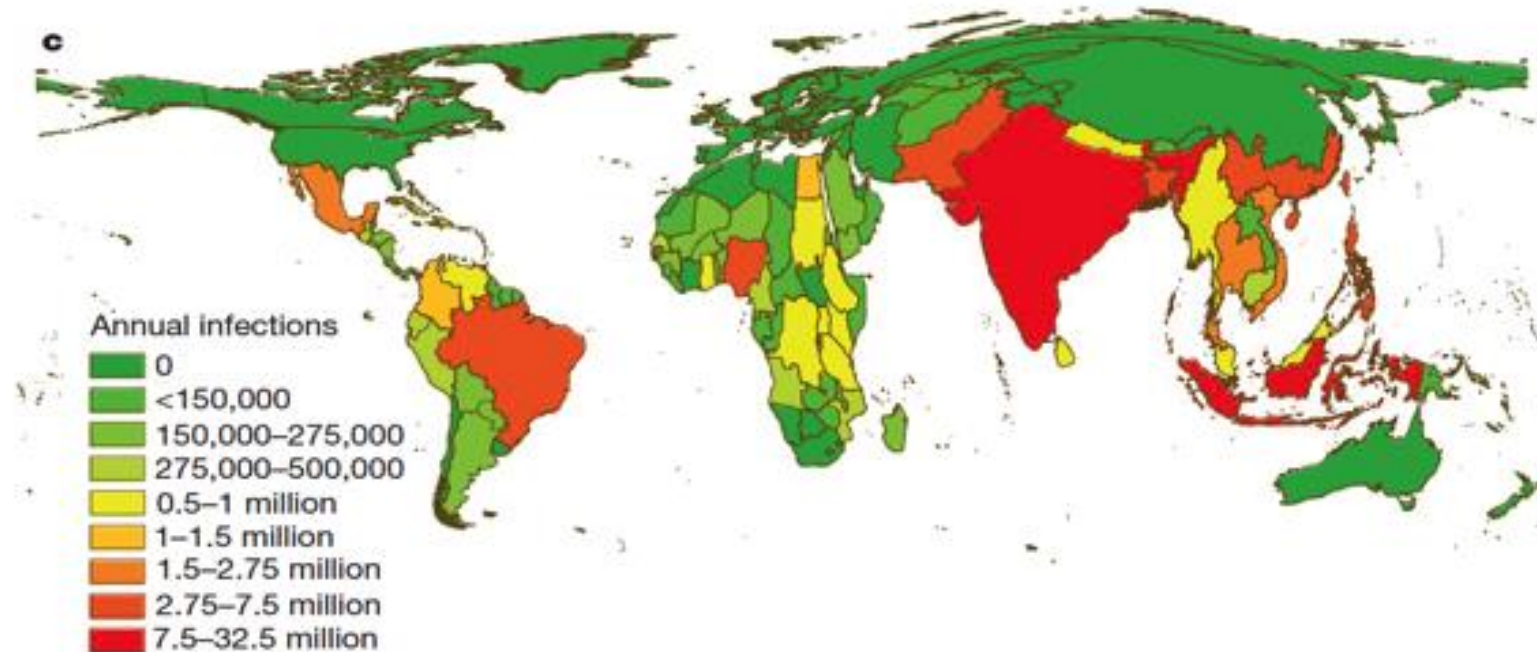 c
Annual infections
0
<150,000
150,000–275,000
275,000–500,000
0.5–1 million
1–1.5 million
1.5–2.75 million
2.75–7.5 million
7.5–32.5 million